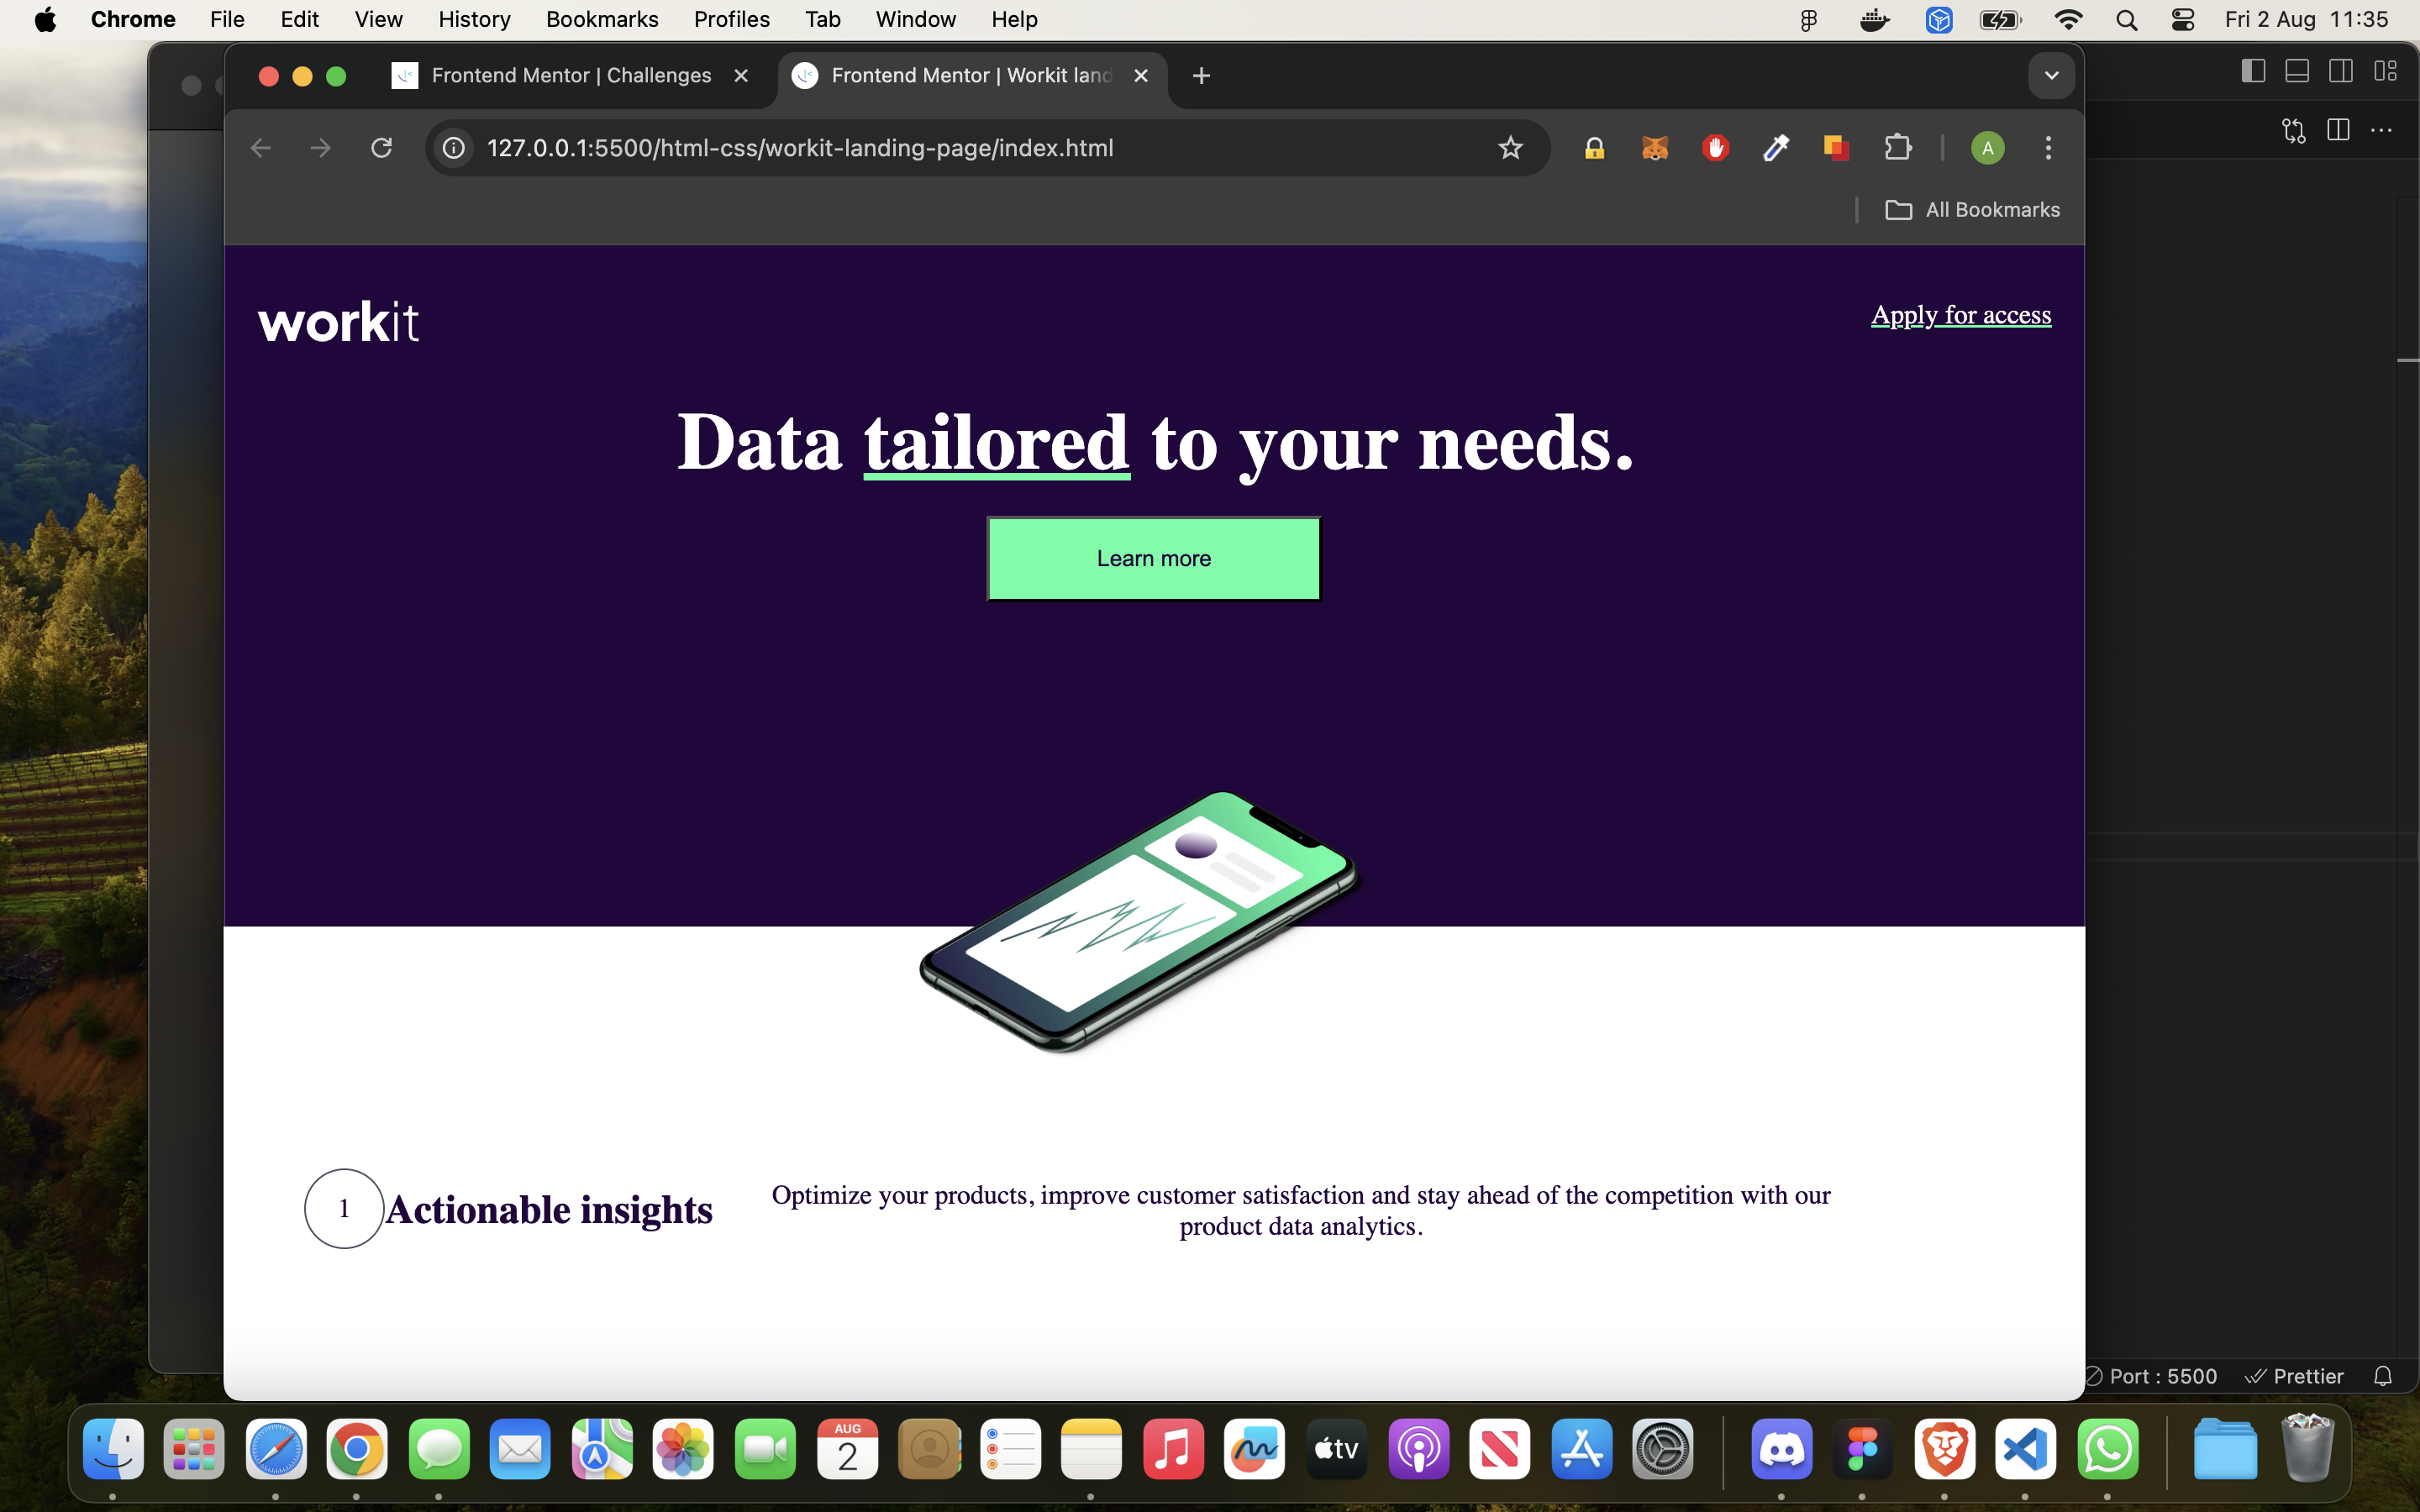 Chrome File Edit View History Bookmarks Profiles Tab Window Help Fri 2 Aug 11:35
Frontend Mentor | Challenges Frontend Mentor | Workit land
127.0.0.1:5500/html-css/workit-landing-page/index.html A
All Bookmarks
workit Apply for access
Data tailored to your needs.
Learn more
1 Actionable insights
Optimize your products, improve customer satisfaction and stay ahead of the competition with our
product data analytics.
Port : 5500 Prettier
AUG
2
tv